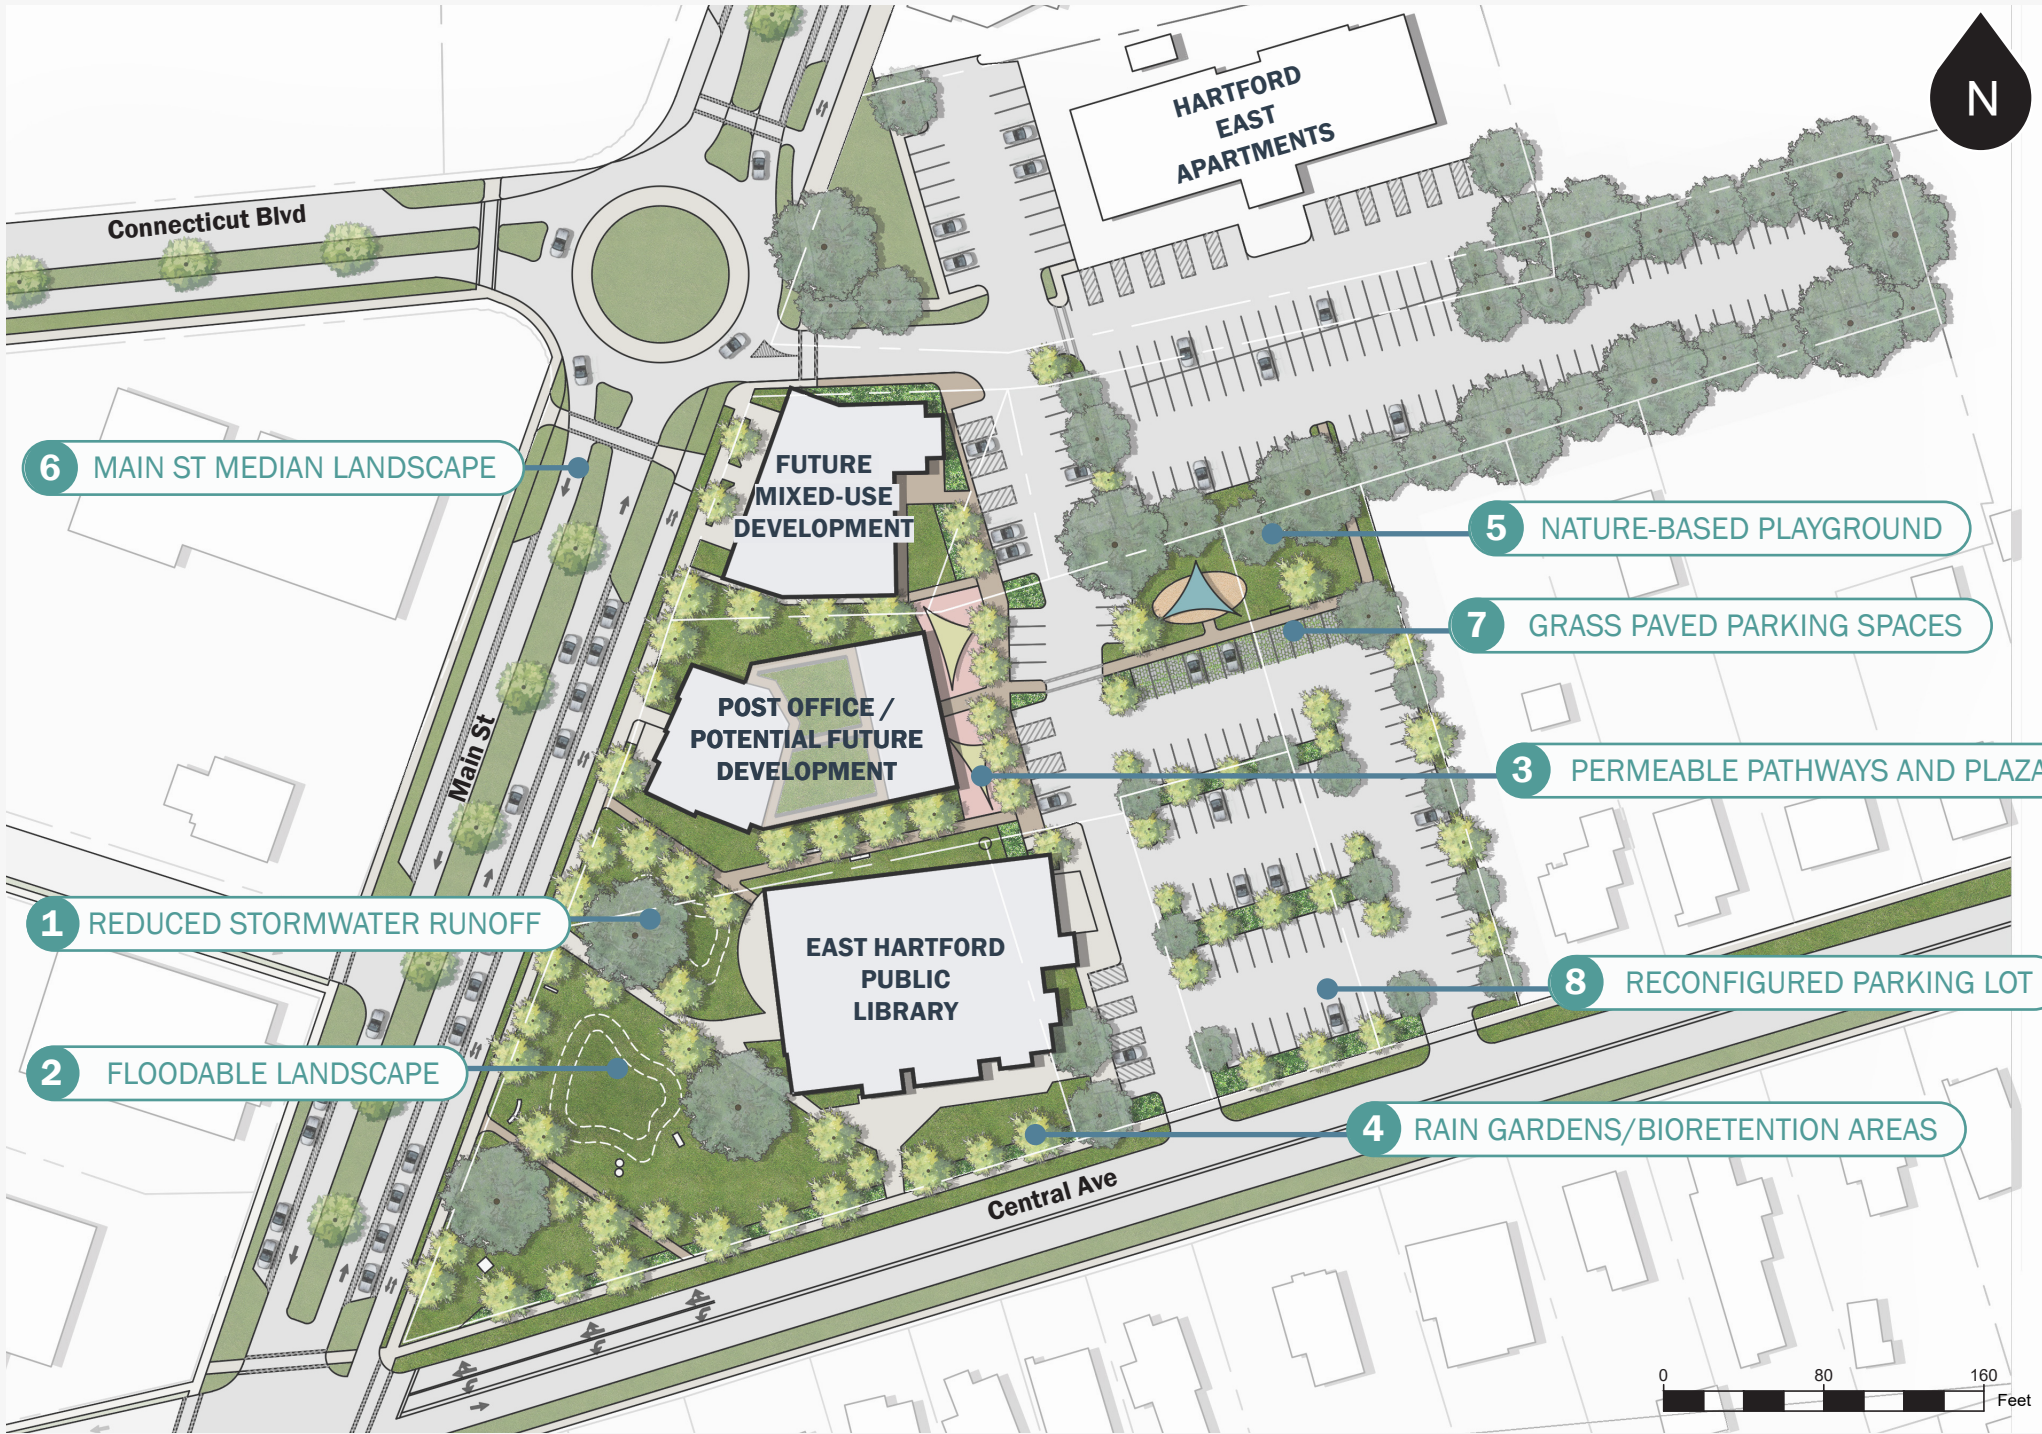 HARTFORD
EAST
APARTMENTS
N
Connecticut Blvd
6 MAIN ST MEDIAN LANDSCAPE
FUTURE
MIXED-USE
DEVELOPMENT
5 NATURE-BASED PLAYGROUND
7 GRASS PAVED PARKING SPACES
Main St
POST OFFICE /
POTENTIAL FUTURE
DEVELOPMENT
3 PERMEABLE PATHWAYS AND PLAZA
1 REDUCED STORMWATER RUNOFF
EAST HARTFORD
PUBLIC
LIBRARY
8 RECONFIGURED PARKING LOT
2 FLOODABLE LANDSCAPE
4 RAIN GARDENS/BIORETENTION AREAS
Central Ave
0 80 160
Feet